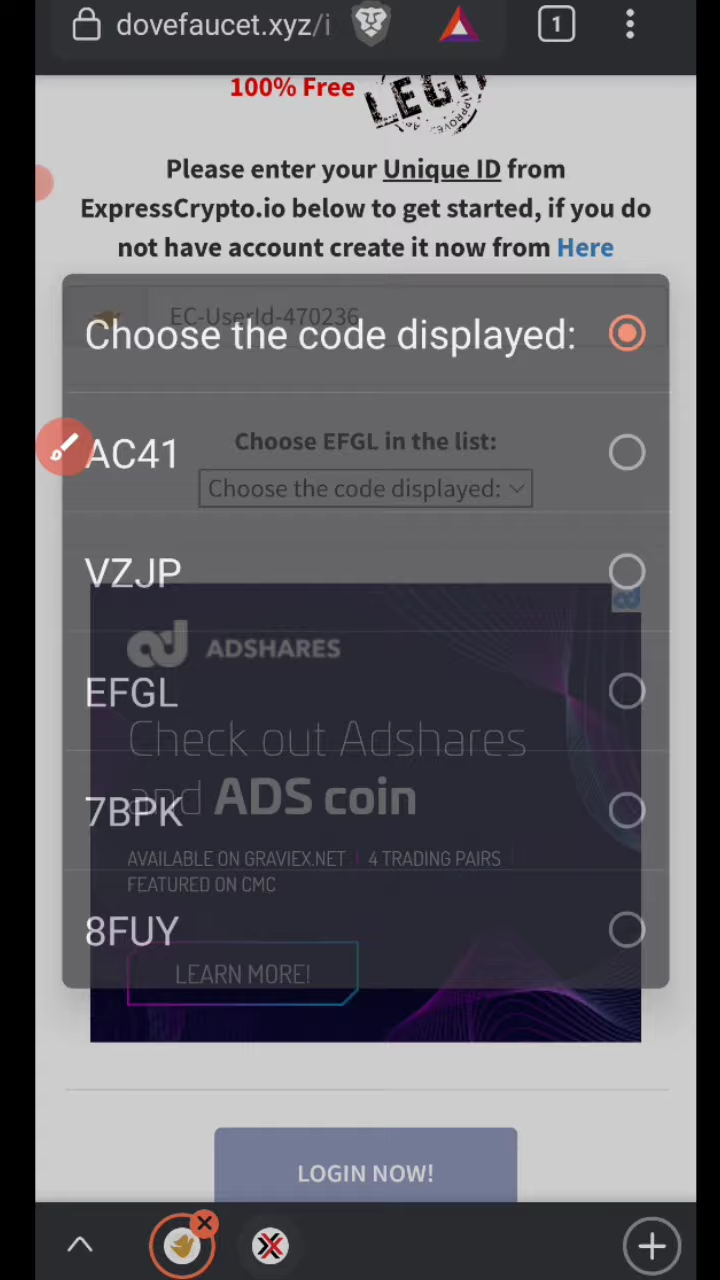 dovefaucet.xyz/i
1
100% Free
LEGIT
APPROVED
Please enter your Unique ID from
ExpressCrypto.io below to get started, if you do
not have account create it now from Here
EC-UserId-470236
Choose the code displayed:
AC41
Choose EFGL in the list:
Choose the code displayed:
VZJP
ad ADSHARES
EFGL
Check out Adshares
and ADS coin
7BPK
AVAILABLE ON GRAVIEX.NET | 4 TRADING PAIRS
FEATURED ON CMC
8FUY
LEARN MORE!
LOGIN NOW!